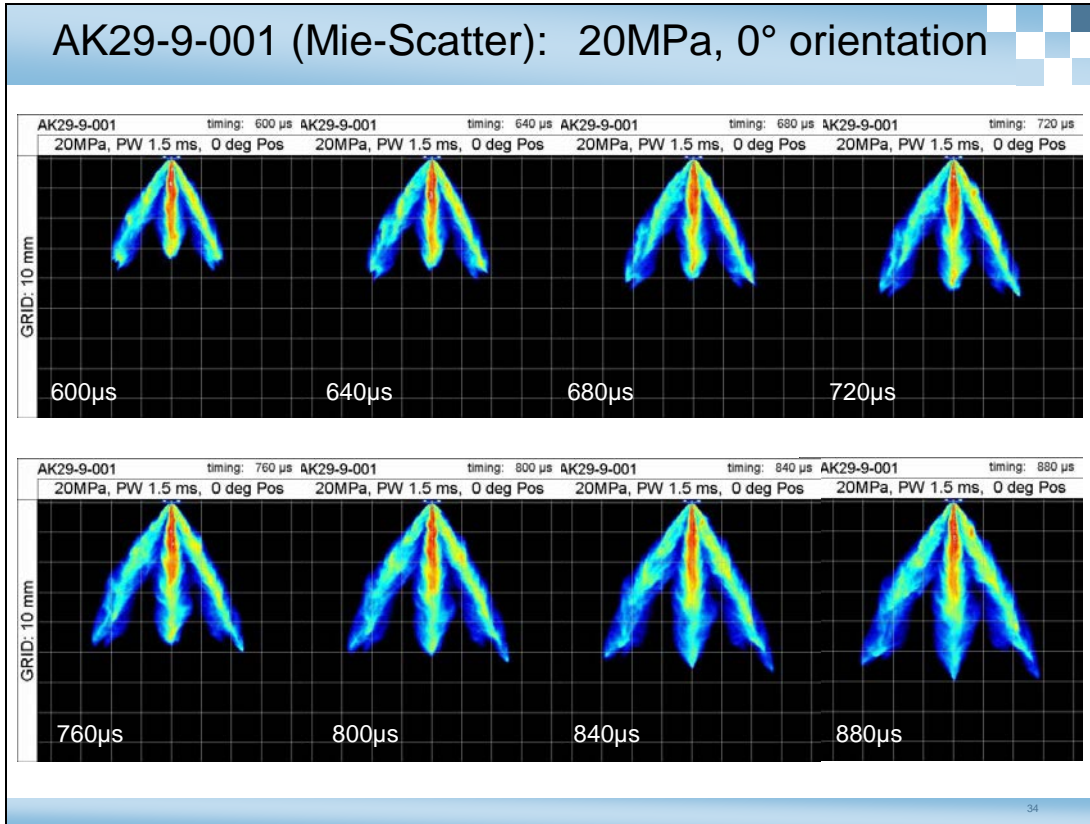 AK29-9-001 (Mie-Scatter): 20MPa, 0° orientation
AK29-9-001 timing: 600 µs AK29-9-001 timing: 640 µs AK29-9-001 timing: 680 µs AK29-9-001 timing: 720 µs
20MPa, PW 1.5 ms, 0 deg Pos 20MPa, PW 1.5 ms, 0 deg Pos 20MPa, PW 1.5 ms, 0 deg Pos 20MPa, PW 1.5 ms, 0 deg Pos
GRID: 10 mm
600µs 640µs 680µs 720µs
AK29-9-001 timing: 760 µs AK29-9-001 timing: 800 µs AK29-9-001 timing: 840 µs AK29-9-001 timing: 880 µs
20MPa, PW 1.5 ms, 0 deg Pos 20MPa, PW 1.5 ms, 0 deg Pos 20MPa, PW 1.5 ms, 0 deg Pos 20MPa, PW 1.5 ms, 0 deg Pos
GRID: 10 mm
760µs 800µs 840µs 880µs
34